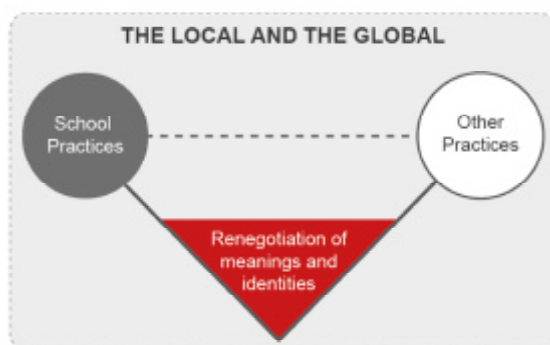 THE LOCAL AND THE GLOBAL
School
Practices
Other
Practices
Renegotiation of
meanings and
identities